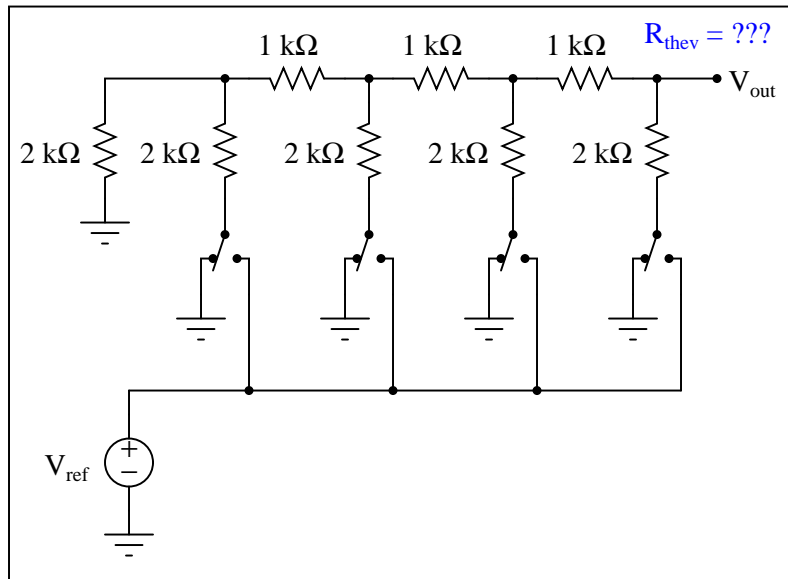 R_thev = ???
1 kΩ 1 kΩ 1 kΩ
V_out
2 kΩ 2 kΩ 2 kΩ 2 kΩ 2 kΩ
+
−
V_ref